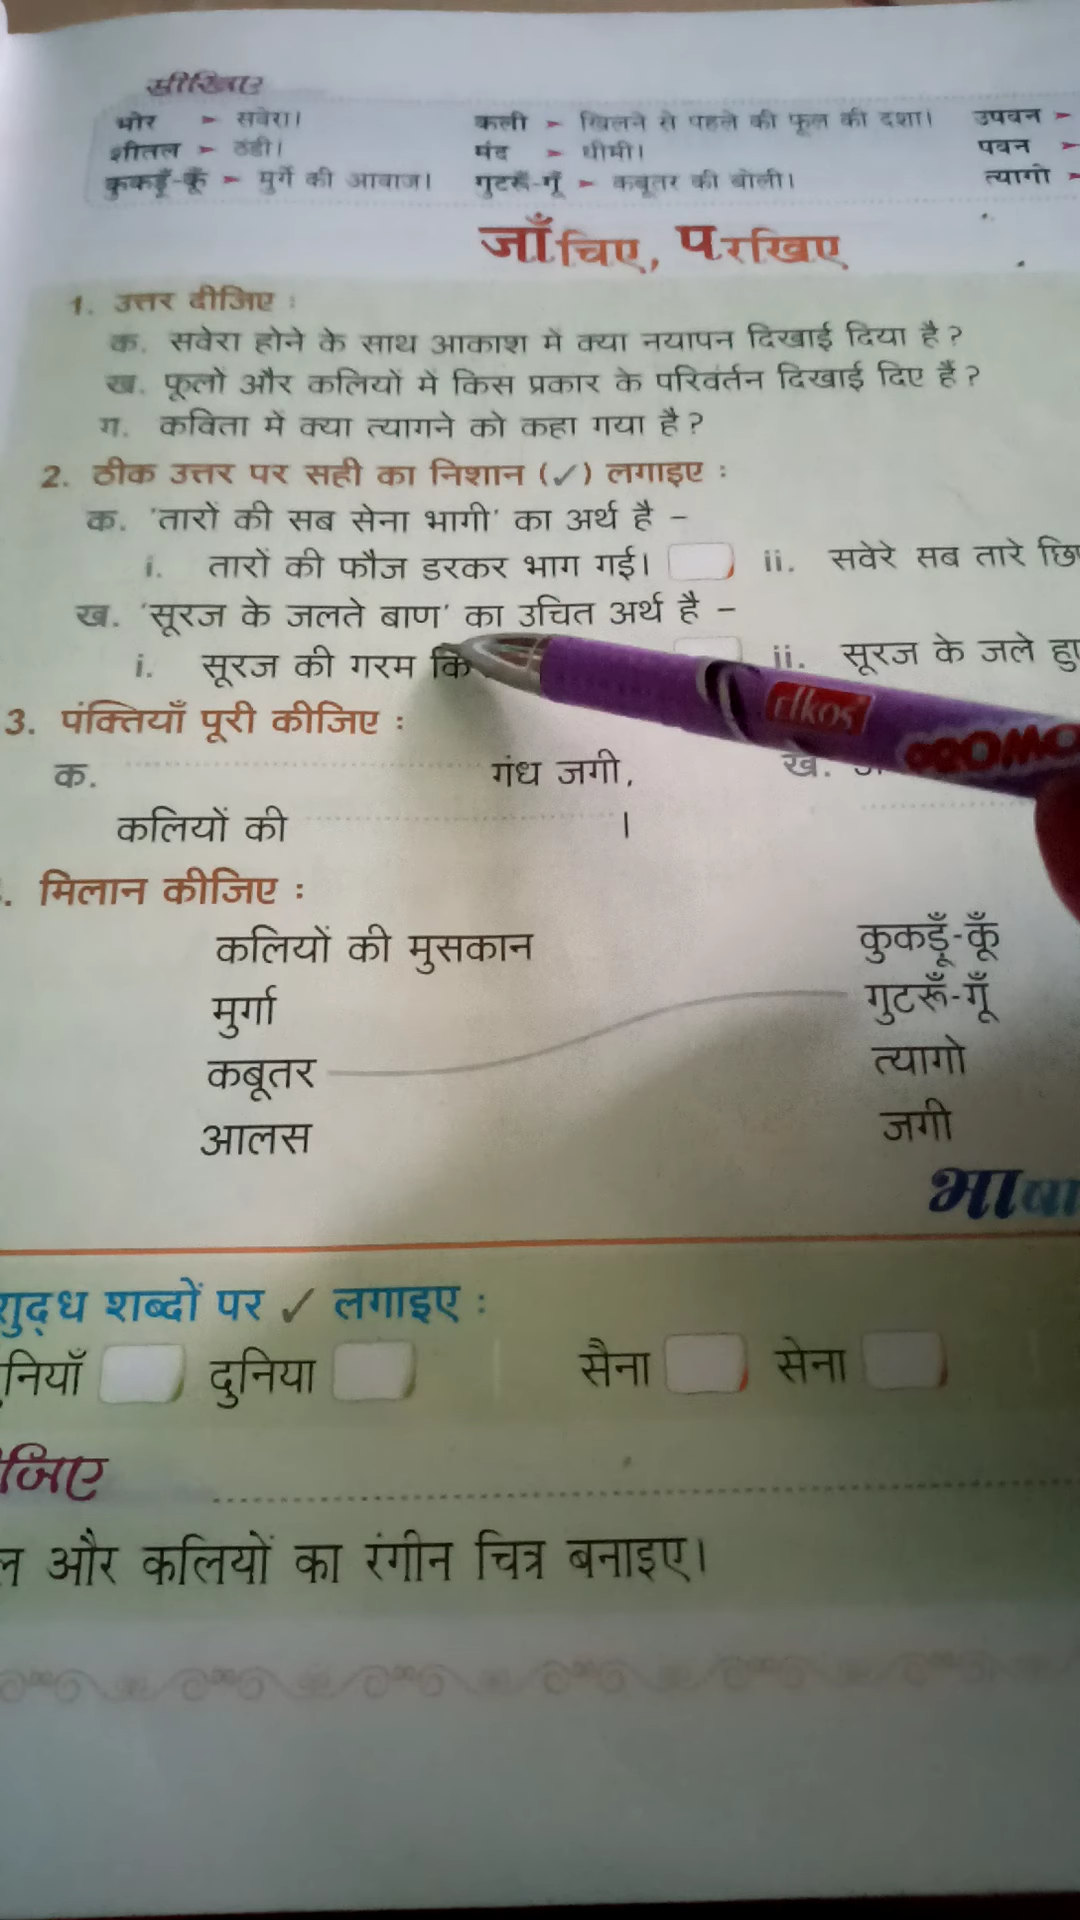 सीखिए
भोर ➤ सवेरा। कली ➤ खिलने से पहले की फूल की दशा। उपवन ➤
शीतल ➤ ठंडी। मंद ➤ धीमी। पवन ➤
कुकड़ूँ-कूँ ➤ मुर्गे की आवाज। गुटरूँ-गूँ ➤ कबूतर की बोली। त्यागो ➤
जाँचिए, परखिए
1. उत्तर दीजिए :
क. सवेरा होने के साथ आकाश में क्या नयापन दिखाई दिया है ?
ख. फूलों और कलियों में किस प्रकार के परिवर्तन दिखाई दिए हैं ?
ग. कविता में क्या त्यागने को कहा गया है ?
2. ठीक उत्तर पर सही का निशान (✓) लगाइए :
क. 'तारों की सब सेना भागी' का अर्थ है –
i. तारों की फौज डरकर भाग गई। ii. सवेरे सब तारे छि
ख. 'सूरज के जलते बाण' का उचित अर्थ है –
i. सूरज की गरम कि ii. सूरज के जले हु
elkos
3. पंक्तियाँ पूरी कीजिए :
क. .................... गंध जगी, ख.
कलियों की .................... ।
. मिलान कीजिए :
कलियों की मुसकान कुकड़ूँ-कूँ
मुर्गा गुटरूँ-गूँ
कबूतर त्यागो
आलस जगी
भाषा
शुद्ध शब्दों पर ✓ लगाइए :
नियाँ दुनिया सैना सेना
जिए
ल और कलियों का रंगीन चित्र बनाइए।